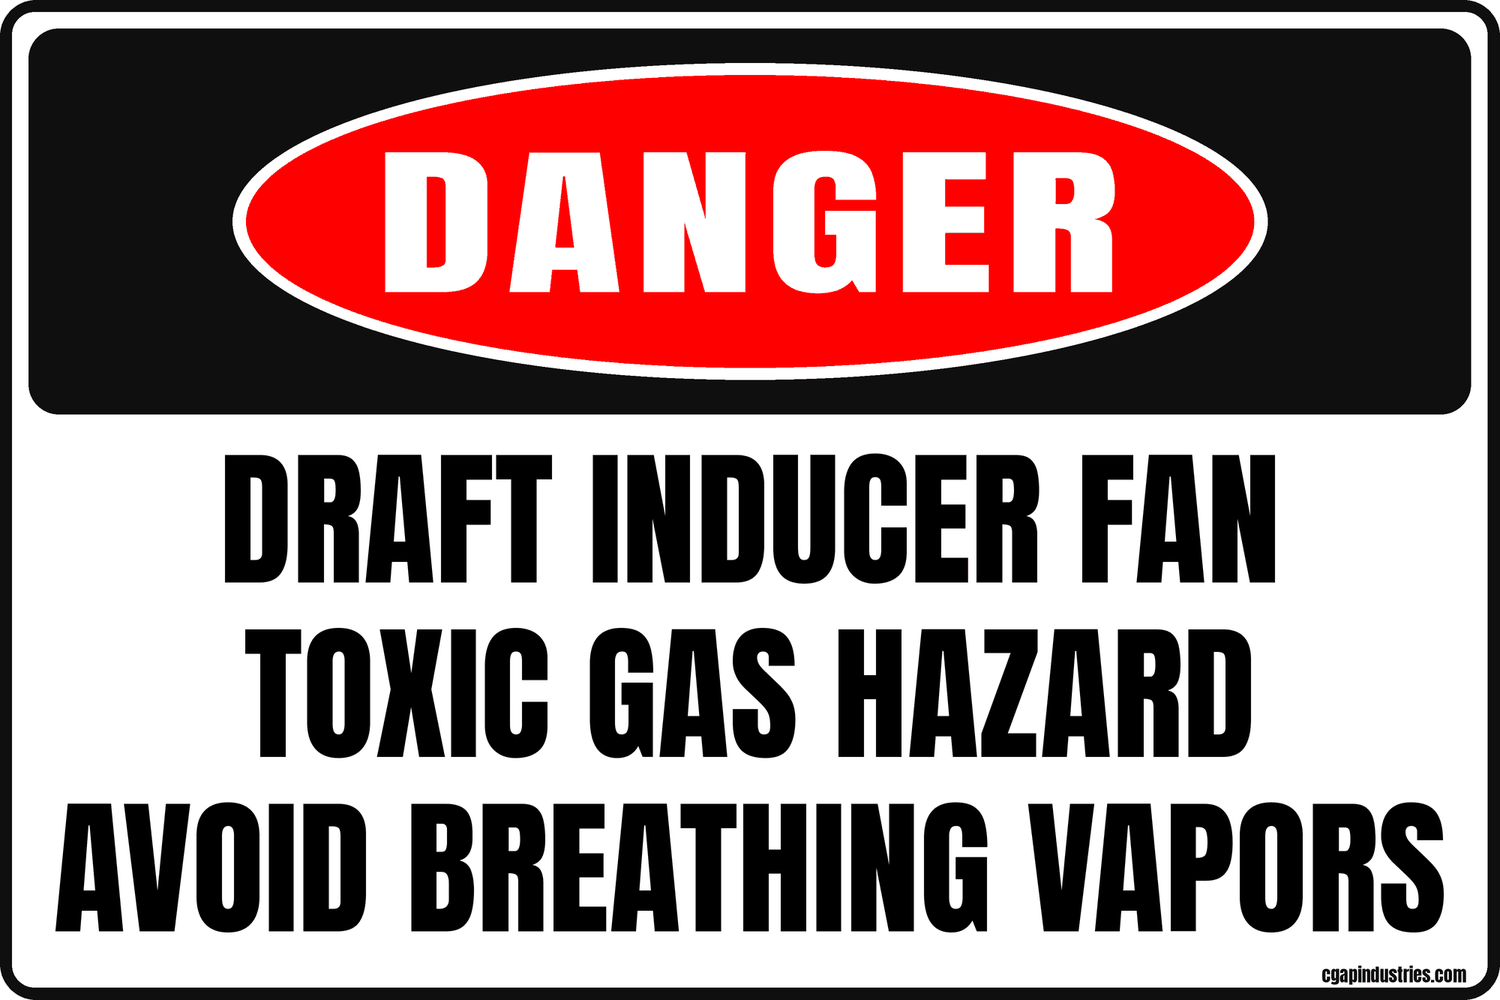 DANGER
DRAFT INDUCER FAN
TOXIC GAS HAZARD
AVOID BREATHING VAPORS
cgapindustries.com